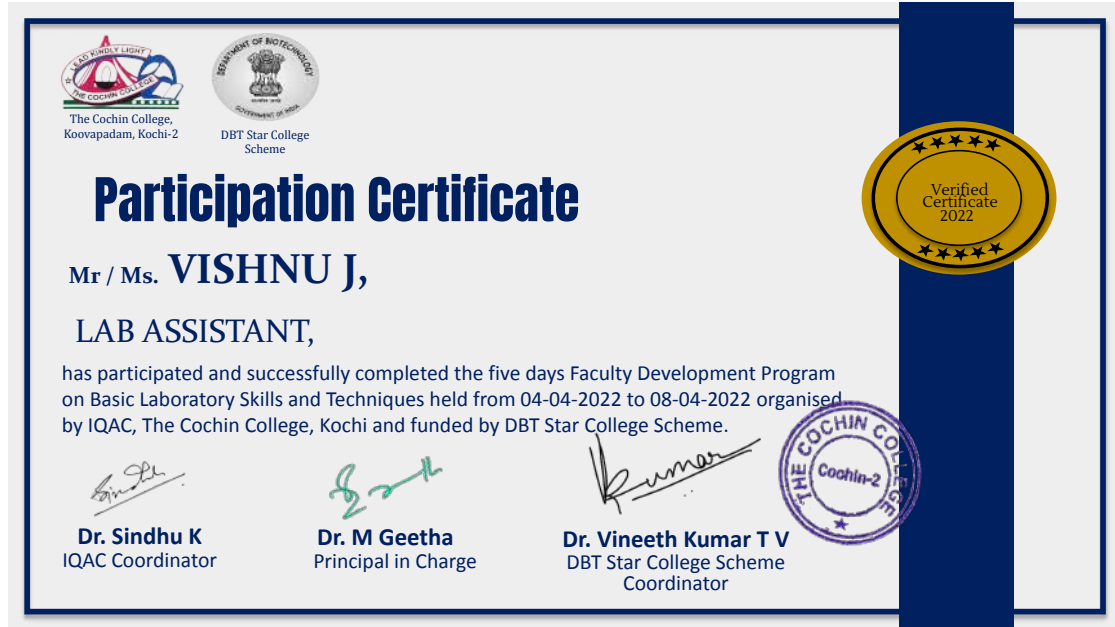 LEAD KINDLY LIGHT
THE COCHIN COLLEGE
The Cochin College,
Koovapadam, Kochi-2
DEPARTMENT OF BIOTECHNOLOGY
GOVERNMENT OF INDIA
DBT Star College
Scheme
Participation Certificate
Verified
Certificate
2022
Mr / Ms. VISHNU J,
LAB ASSISTANT,
has participated and successfully completed the five days Faculty Development Program
on Basic Laboratory Skills and Techniques held from 04-04-2022 to 08-04-2022 organised
by IQAC, The Cochin College, Kochi and funded by DBT Star College Scheme.
THE COCHIN COLLEGE
Cochin-2
Sindhu
Kumar
Dr. Sindhu K
IQAC Coordinator
Dr. M Geetha
Principal in Charge
Dr. Vineeth Kumar T V
DBT Star College Scheme
Coordinator